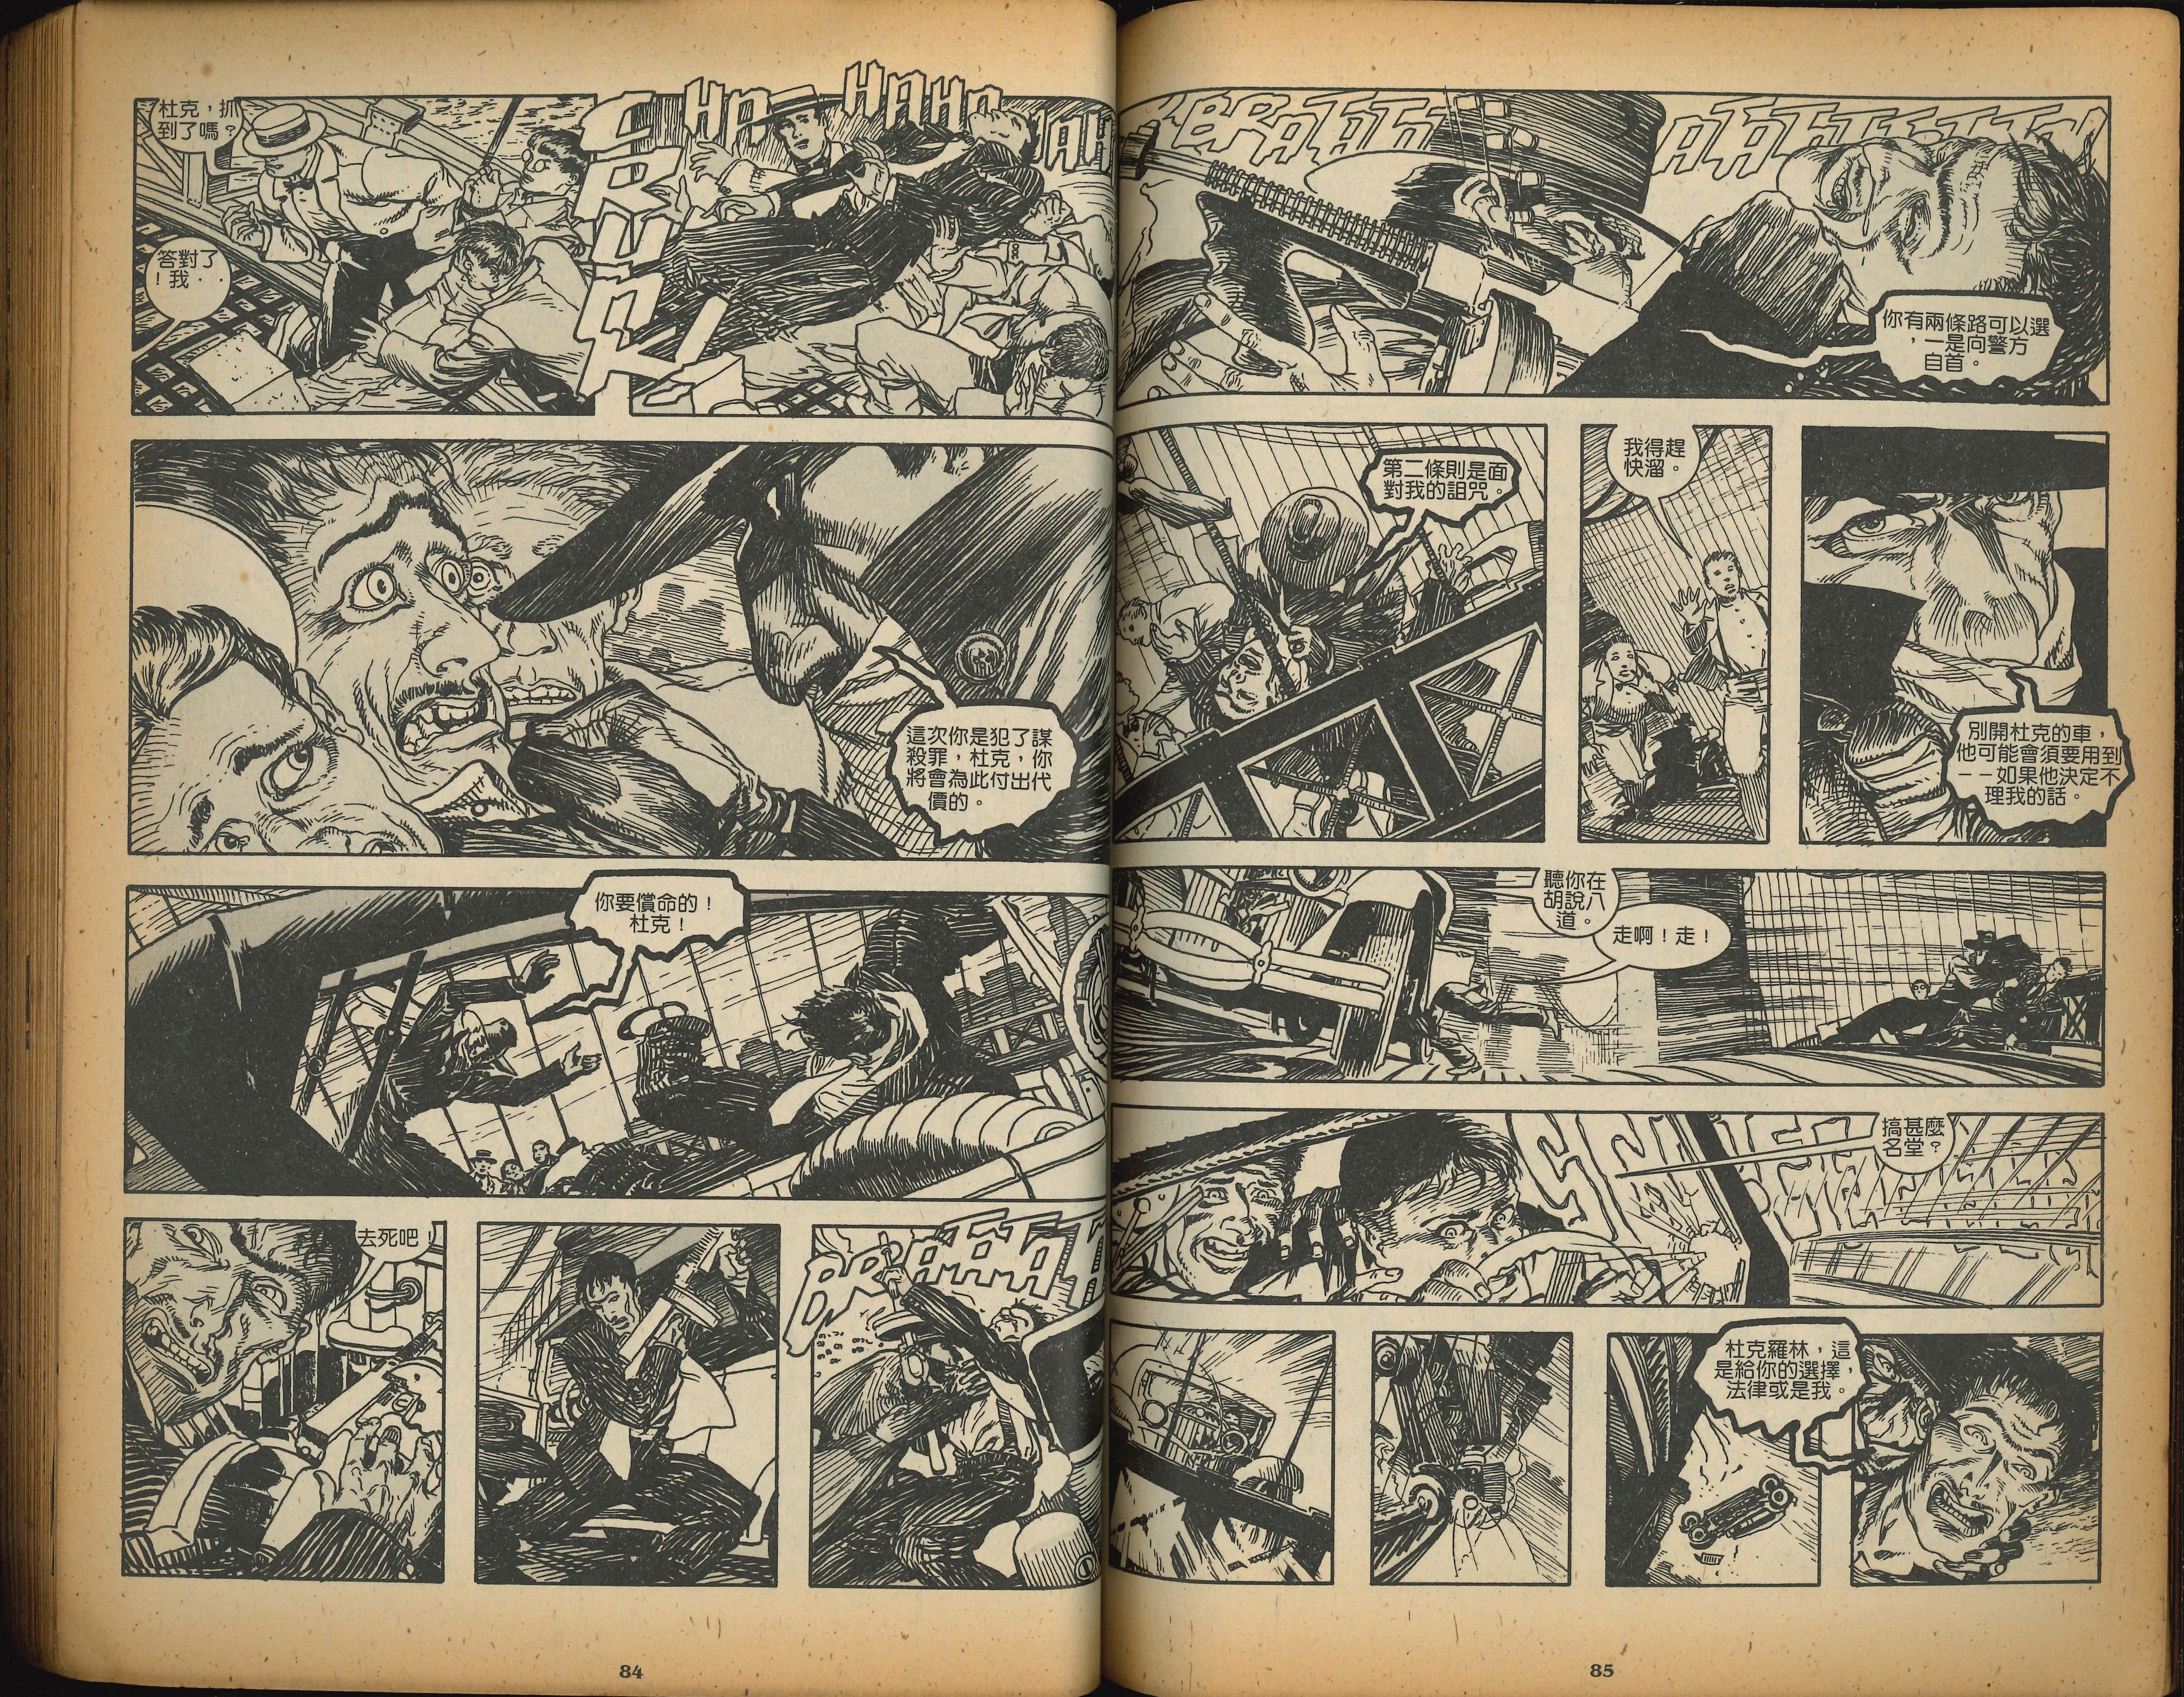 杜克，抓
到了嗎？
答對了
！我．．
CRUNK
HA
HAHA
HAH
這次你是犯了謀
殺罪，杜克，你
將會為此付出代
價的。
你要償命的！
杜克！
去死吧！
BRATATAT
84
你有兩條路可以選
，一是向警方
自首。
第二條則是面
對我的詛咒。
我得趕
快溜。
別開杜克的車，
他可能會須要用到
－－如果他決定不
理我的話。
聽你在
胡說八
道。
走啊！走！
搞甚麼
名堂？
杜克羅林，這
是給你的選擇，
法律或是我。
85